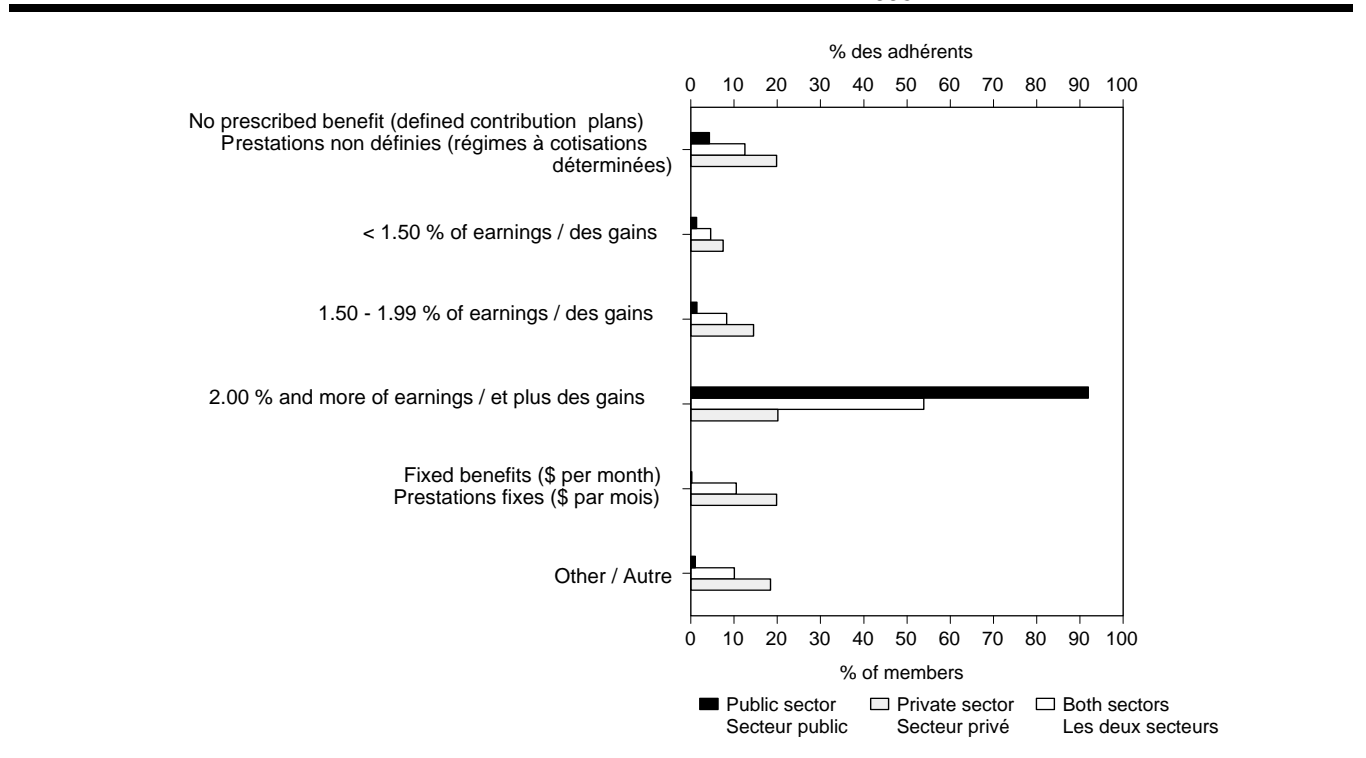 % des adhérents
0 10 20 30 40 50 60 70 80 90 100
No prescribed benefit (defined contribution plans)
Prestations non définies (régimes à cotisations
déterminées)
< 1.50 % of earnings / des gains
1.50 - 1.99 % of earnings / des gains
2.00 % and more of earnings / et plus des gains
Fixed benefits ($ per month)
Prestations fixes ($ par mois)
Other / Autre
0 10 20 30 40 50 60 70 80 90 100
% of members
Public sector Private sector Both sectors
Secteur public Secteur privé Les deux secteurs